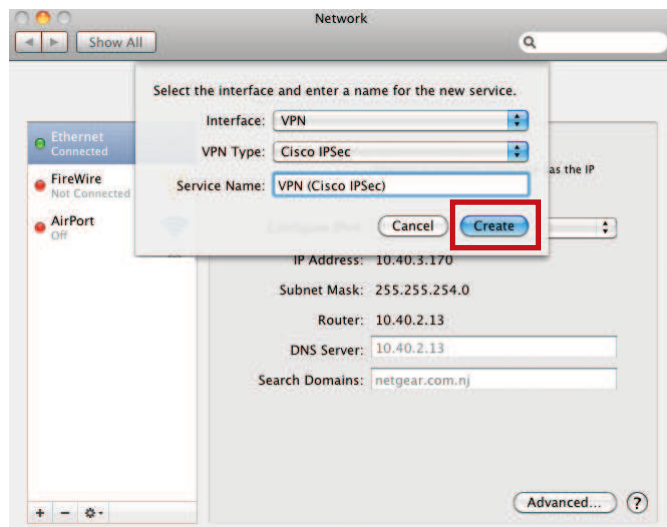 Network
Show All
Select the interface and enter a name for the new service.
Interface: VPN
VPN Type: Cisco IPSec
Service Name: VPN (Cisco IPSec)
Cancel Create
Ethernet
Connected
FireWire
Not Connected
AirPort
Off
as the IP
IP Address: 10.40.3.170
Subnet Mask: 255.255.254.0
Router: 10.40.2.13
DNS Server: 10.40.2.13
Search Domains: netgear.com.nj
+ −
Advanced... ?